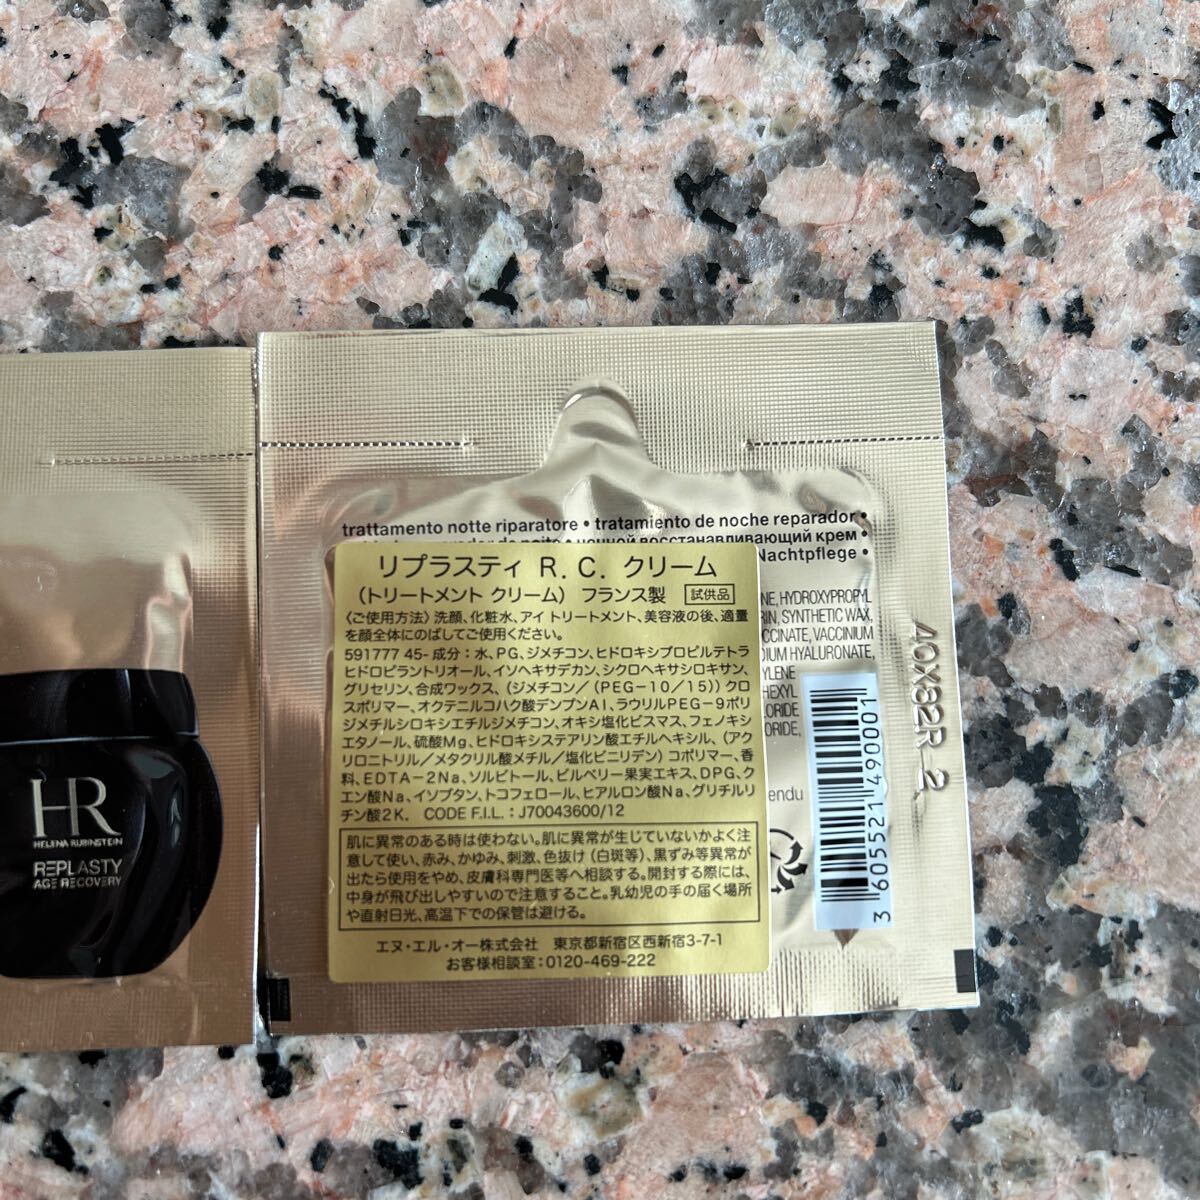 HR
HELENA RUBINSTEIN
REPLASTY
AGE RECOVERY
trattamento notte riparatore • tratamiento de noche reparador •
ночной восстанавливающий крем •
Nachtpflege •
リプラスティ R. C. クリーム
(トリートメント クリーム) フランス製 試供品
〈ご使用方法〉洗顔、化粧水、アイ トリートメント、美容液の後、適量
を顔全体にのばしてご使用ください。
591777 45- 成分：水、PG、ジメチコン、ヒドロキシプロピルテトラ
ヒドロピラントリオール、イソヘキサデカン、シクロヘキサシロキサン、
グリセリン、合成ワックス、(ジメチコン/(PEG-10/15))クロ
スポリマー、オクテニルコハク酸デンプンAl、ラウリルPEG-9ポリ
ジメチルシロキシエチルジメチコン、オキシ塩化ビスマス、フェノキシ
エタノール、硫酸Mg、ヒドロキシステアリン酸エチルヘキシル、(アク
リロニトリル/メタクリル酸メチル/塩化ビニリデン)コポリマー、香
料、EDTA-2Na、ソルビトール、ビルベリー果実エキス、DPG、ク
エン酸Na、イソブタン、トコフェロール、ヒアルロン酸Na、グリチルリ
チン酸2K. CODE F.I.L. : J70043600/12
肌に異常のある時は使わない。肌に異常が生じていないかよく注
意して使い、赤み、かゆみ、刺激、色抜け(白斑等)、黒ずみ等異常が
出たら使用をやめ、皮膚科専門医等へ相談する。開封する際には、
中身が飛び出しやすいので注意すること。乳幼児の手の届く場所
や直射日光、高温下での保管は避ける。
エヌ・エル・オー株式会社 東京都新宿区西新宿3-7-1
お客様相談室：0120-469-222
HYDROXYPROPYL
SYNTHETIC WAX,
VACCINIUM
HYALURONATE,
3 605521 490001
40X82R 2